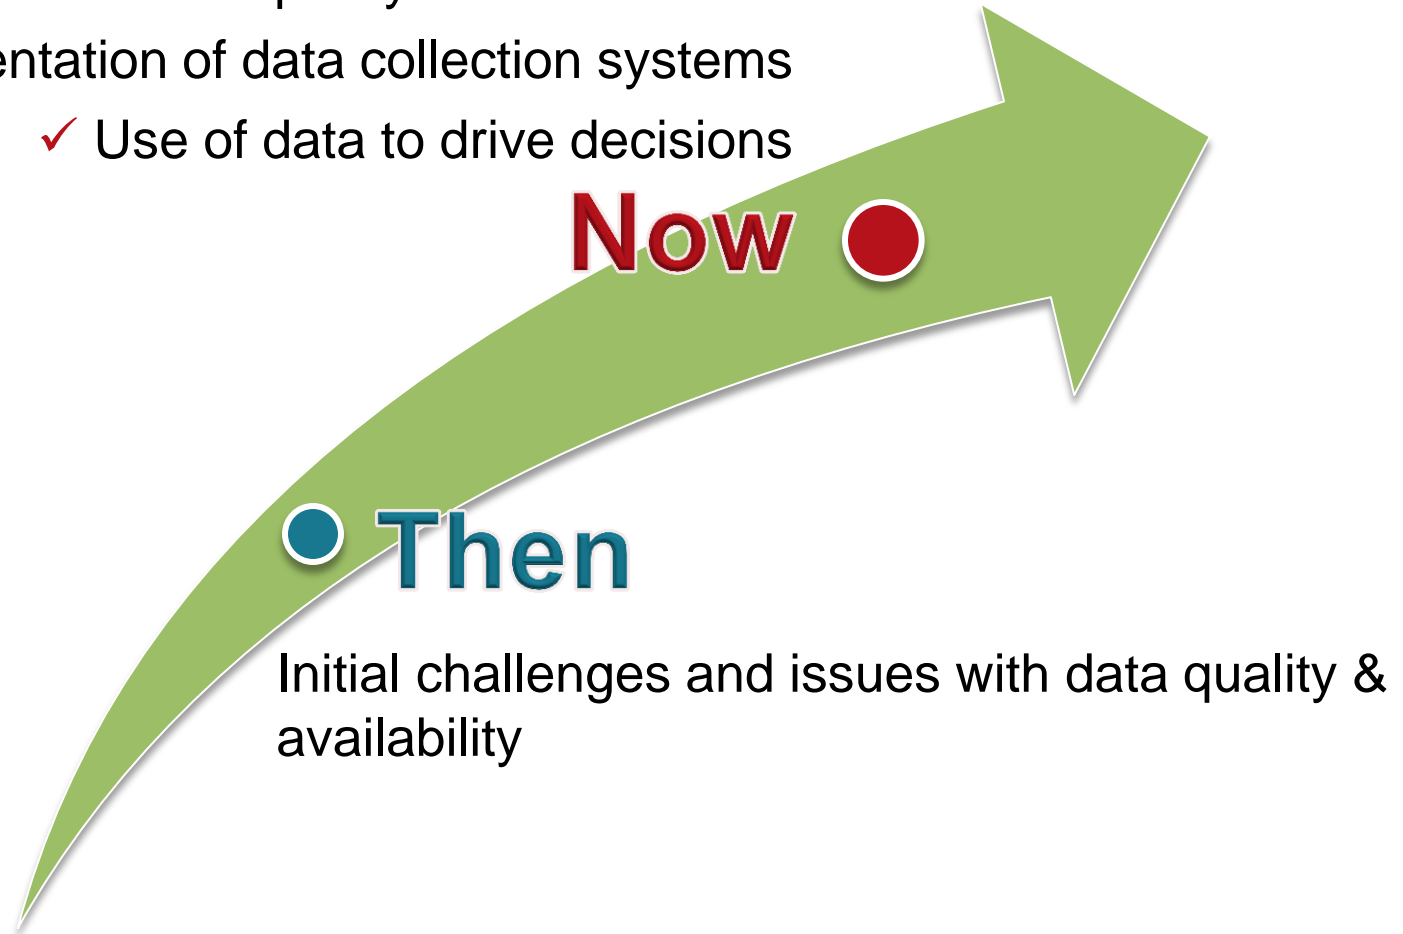 of data collection systems
✓ Use of data to drive decisions
Now
Then
Initial challenges and issues with data quality &
availability